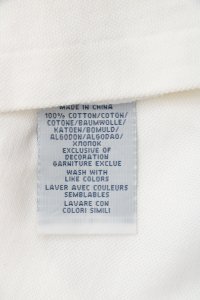 MADE IN CHINA
100% COTTON/COTON/
COTONE/BAUMWOLLE/
KATOEN/BOMULD/
ALGODON/ALGODAO/
ХЛОПОК
EXCLUSIVE OF
DECORATION
GARNITURE EXCLUE
WASH WITH
LIKE COLORS
LAVER AVEC COULEURS
SEMBLABLES
LAVARE CON
COLORI SIMILI